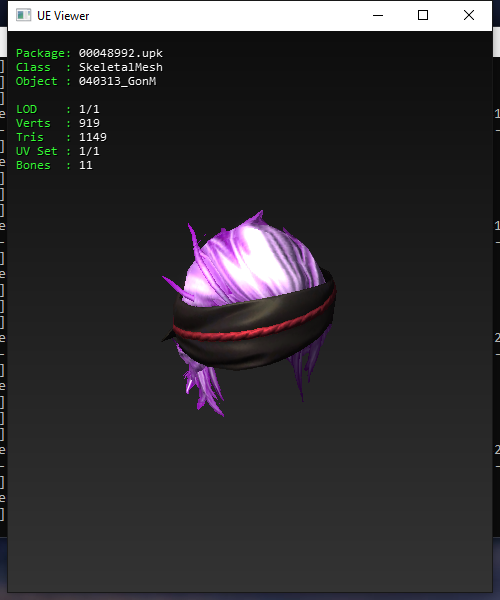 UE Viewer
Package: 00048992.upk
Class  : SkeletalMesh
Object : 040313_GonM
LOD    : 1/1
Verts  : 919
Tris   : 1149
UV Set : 1/1
Bones  : 11